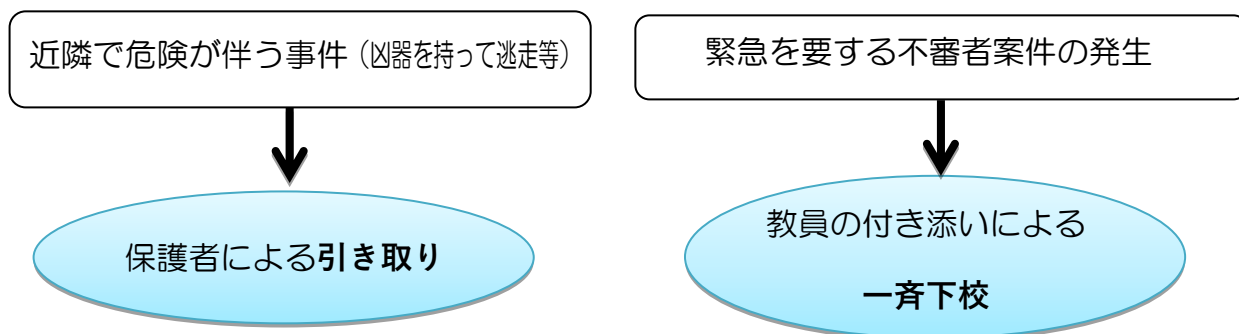 近隣で危険が伴う事件（凶器を持って逃走等）
緊急を要する不審者案件の発生
保護者による引き取り
教員の付き添いによる
一斉下校